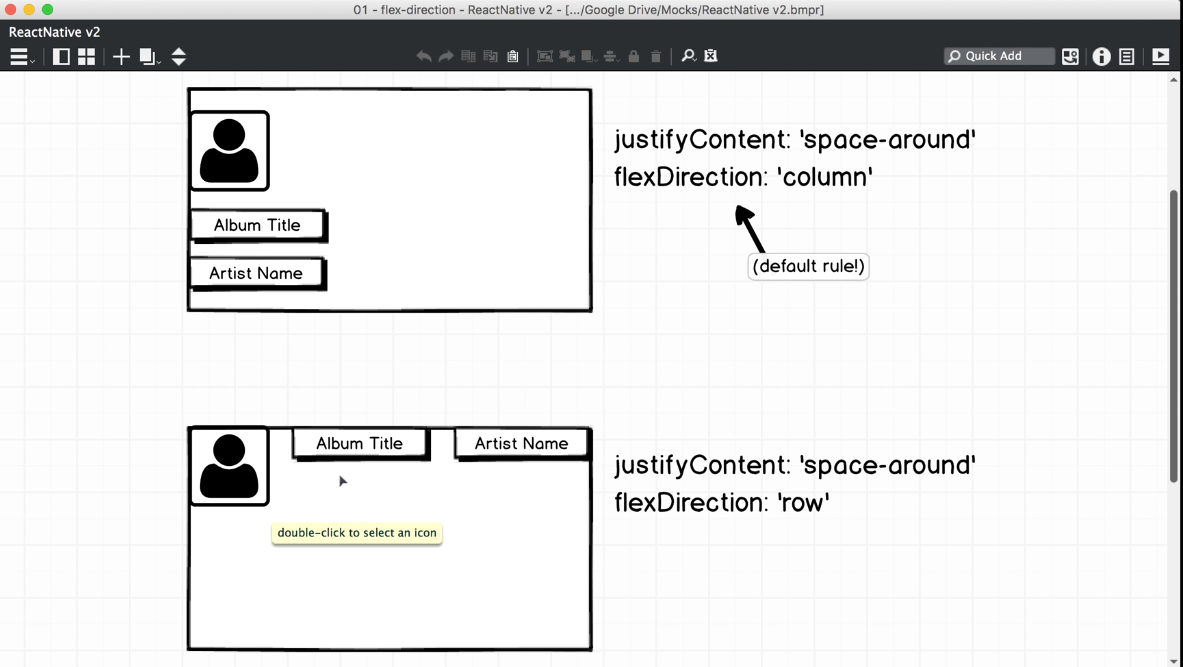 01 - flex-direction - ReactNative v2 - [.../Google Drive/Mocks/ReactNative v2.bmpr]
ReactNative v2
Quick Add
justifyContent: 'space-around'
flexDirection: 'column'
Album Title
(default rule!)
Artist Name
Album Title
Artist Name
justifyContent: 'space-around'
flexDirection: 'row'
double-click to select an icon